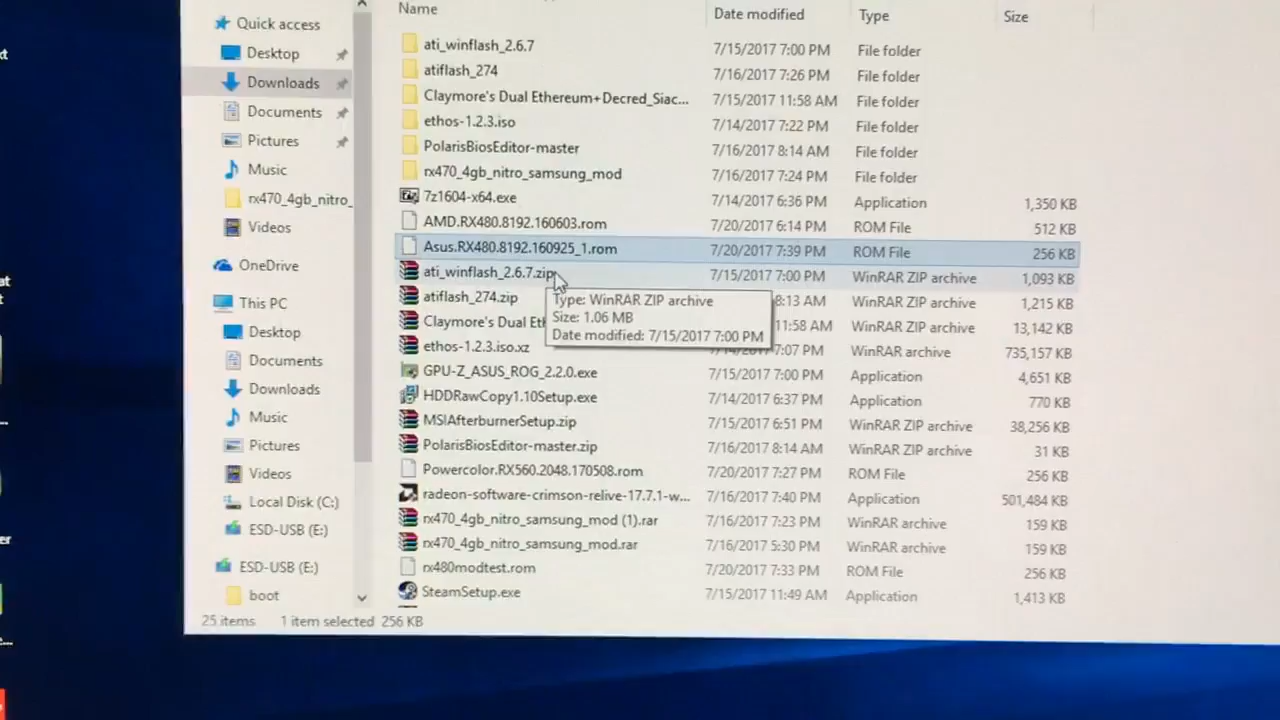 Name Date modified Type Size
Quick access
Desktop
Downloads
Documents
Pictures
Music
rx470_4gb_nitro_
Videos
OneDrive
This PC
Desktop
Documents
Downloads
Music
Pictures
Videos
Local Disk (C:)
ESD-USB (E:)
ESD-USB (E:)
boot
ati_winflash_2.6.7 7/15/2017 7:00 PM File folder
atiflash_274 7/16/2017 7:26 PM File folder
Claymore's Dual Ethereum+Decred_Siac... 7/15/2017 11:58 AM File folder
ethos-1.2.3.iso 7/14/2017 7:22 PM File folder
PolarisBiosEditor-master 7/16/2017 8:14 AM File folder
rx470_4gb_nitro_samsung_mod 7/16/2017 7:24 PM File folder
7z1604-x64.exe 7/14/2017 6:36 PM Application 1,350 KB
AMD.RX480.8192.160603.rom 7/20/2017 6:14 PM ROM File 512 KB
Asus.RX480.8192.160925_1.rom 7/20/2017 7:39 PM ROM File 256 KB
ati_winflash_2.6.7.zip 7/15/2017 7:00 PM WinRAR ZIP archive 1,093 KB
atiflash_274.zip 8:13 AM WinRAR ZIP archive 1,215 KB
Claymore's Dual Eth 11:58 AM WinRAR ZIP archive 13,142 KB
ethos-1.2.3.iso.xz 7/14/2017 7:07 PM WinRAR archive 735,157 KB
GPU-Z_ASUS_ROG_2.2.0.exe 7/15/2017 7:00 PM Application 4,651 KB
HDDRawCopy1.10Setup.exe 7/14/2017 6:37 PM Application 770 KB
MSIAfterburnerSetup.zip 7/15/2017 6:51 PM WinRAR ZIP archive 38,256 KB
PolarisBiosEditor-master.zip 7/16/2017 8:14 AM WinRAR ZIP archive 31 KB
Powercolor.RX560.2048.170508.rom 7/20/2017 7:27 PM ROM File 256 KB
radeon-software-crimson-relive-17.7.1-w... 7/16/2017 7:40 PM Application 501,484 KB
rx470_4gb_nitro_samsung_mod (1).rar 7/16/2017 7:23 PM WinRAR archive 159 KB
rx470_4gb_nitro_samsung_mod.rar 7/16/2017 5:30 PM WinRAR archive 159 KB
rx480modtest.rom 7/20/2017 7:33 PM ROM File 256 KB
SteamSetup.exe 7/15/2017 11:49 AM Application 1,413 KB
Type: WinRAR ZIP archive
Size: 1.06 MB
Date modified: 7/15/2017 7:00 PM
25 items 1 item selected 256 KB